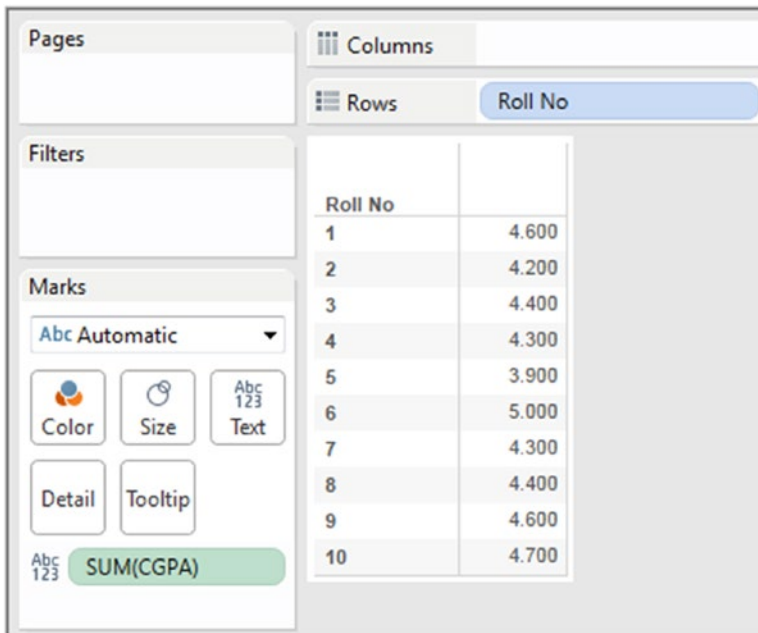 Pages
Columns
Rows Roll No
Filters
Roll No
1 4.600
2 4.200
3 4.400
4 4.300
5 3.900
6 5.000
7 4.300
8 4.400
9 4.600
10 4.700
Marks
Abc Automatic
Abc
123
Color Size Text
Detail Tooltip
Abc
123 SUM(CGPA)